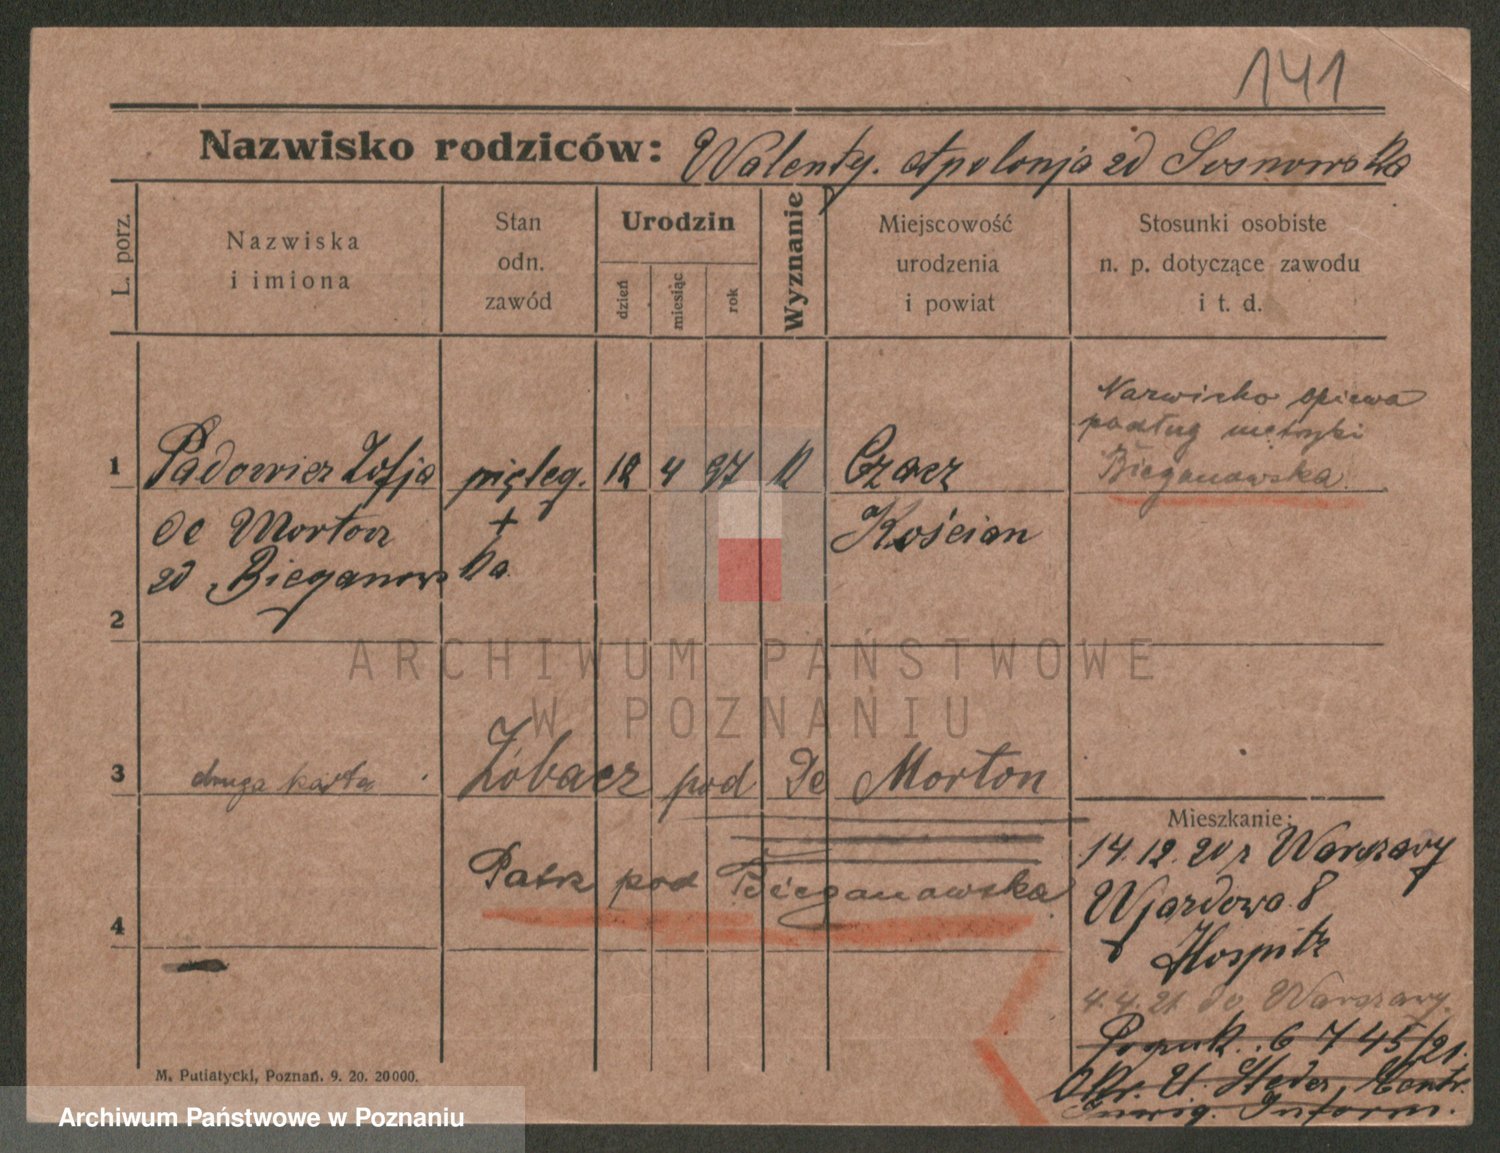 141
Nazwisko rodziców: Walenty. Apolonja zd Sosnowska
L. porz.
Nazwiska
i imiona
Stan
odn.
zawód
Urodzin
dzień
miesiąc
rok
Wyznanie
Miejscowość
urodzenia
i powiat
Stosunki osobiste
n. p. dotyczące zawodu
i t. d.
Nazwisko opiewa
podług metryki
Bieganowska
1 Padowicz Zofja pięleg. 12 4 97 K Czacz
de Morton + Kościan
zd Bieganowska
2
3 druga karta Zobacz pod De Morton
Mieszkanie:
14.12.20 z Warszawy
Patrz pod Bieganowska
Wjazdowa 8
4
Hospitz
4.4.21 do Warszawy.
6745/21.
Inform.
M. Putiatycki, Poznań. 9. 20. 20000.
ARCHIWUM PAŃSTWOWE
W POZNANIU
Archiwum Państwowe w Poznaniu